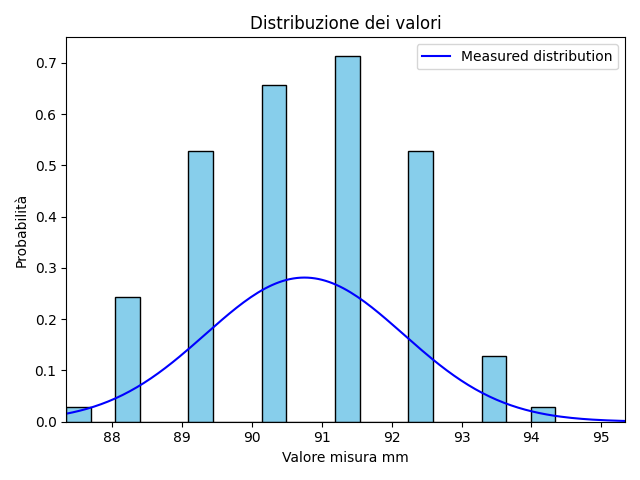 Distribuzione dei valori
Measured distribution
0.7
0.6
0.5
0.4
0.3
0.2
0.1
0.0
Probabilità
88 89 90 91 92 93 94 95
Valore misura mm